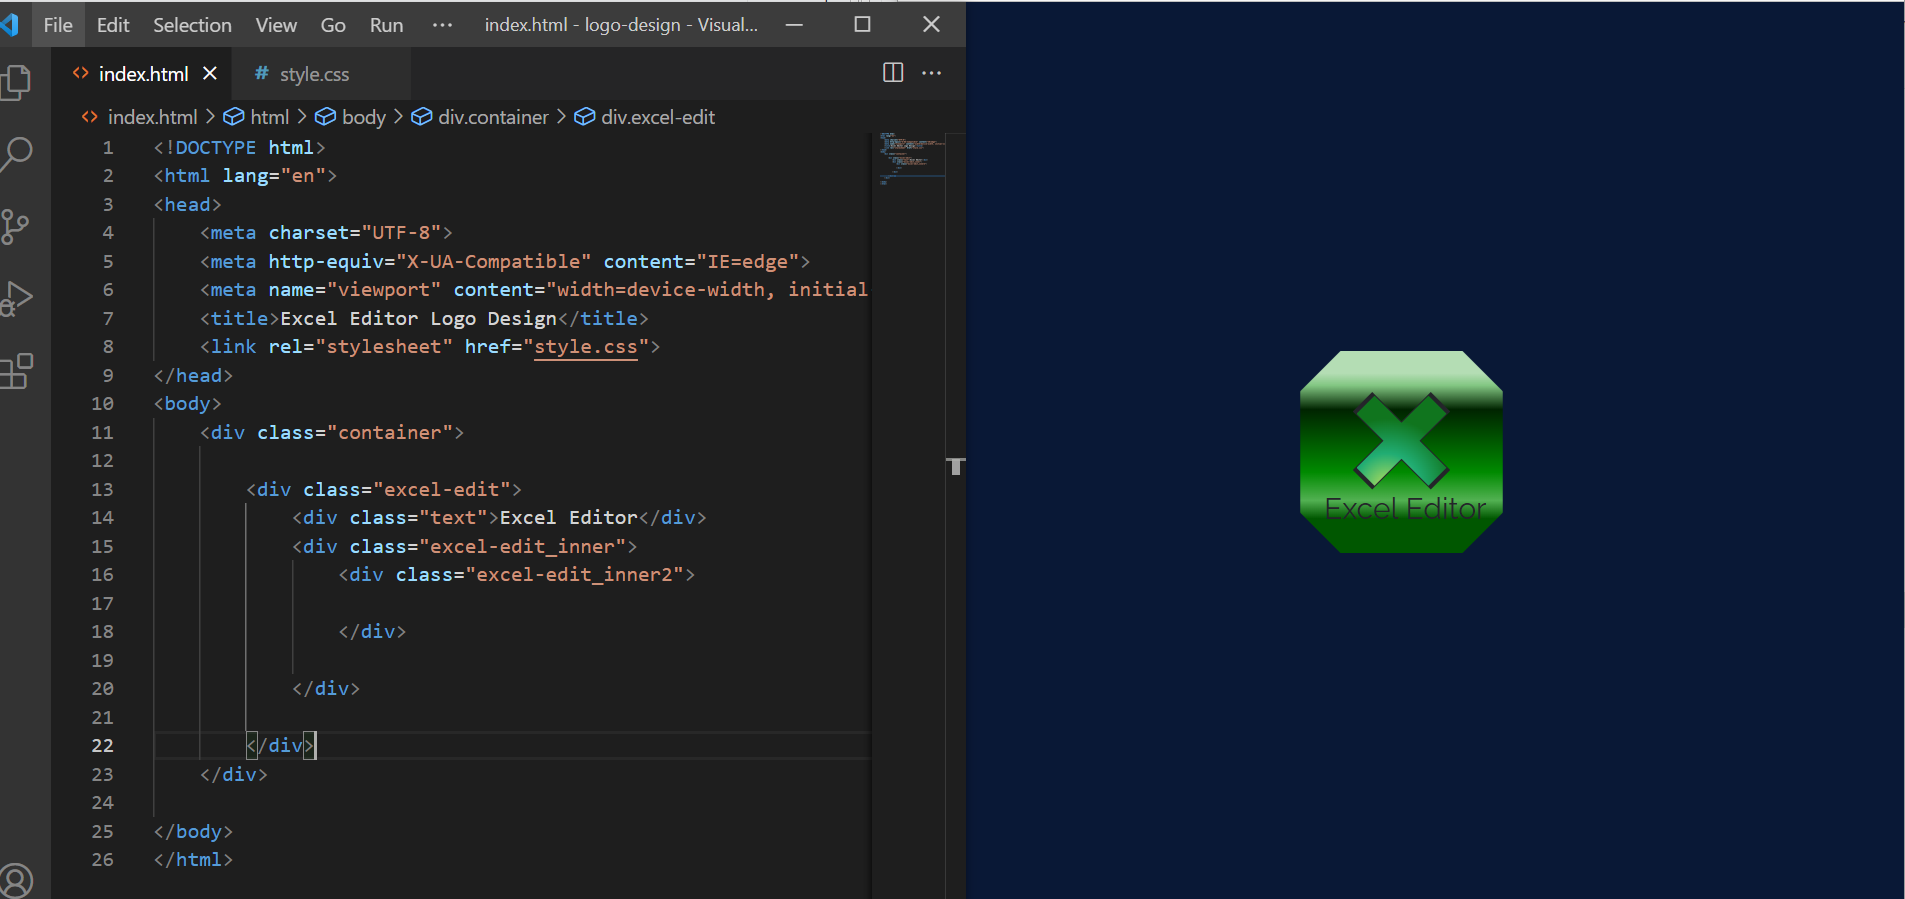 File Edit Selection View Go Run ··· index.html - logo-design - Visual...
index.html
# style.css
index.html > html > body > div.container > div.excel-edit
1 <!DOCTYPE html>
2 <html lang="en">
3 <head>
4 <meta charset="UTF-8">
5 <meta http-equiv="X-UA-Compatible" content="IE=edge">
6 <meta name="viewport" content="width=device-width, initial
7 <title>Excel Editor Logo Design</title>
8 <link rel="stylesheet" href="style.css">
9 </head>
10 <body>
11 <div class="container">
12
13 <div class="excel-edit">
14 <div class="text">Excel Editor</div>
15 <div class="excel-edit_inner">
16 <div class="excel-edit_inner2">
17
18 </div>
19
20 </div>
21
22 </div>
23 </div>
24
25 </body>
26 </html>
Excel Editor